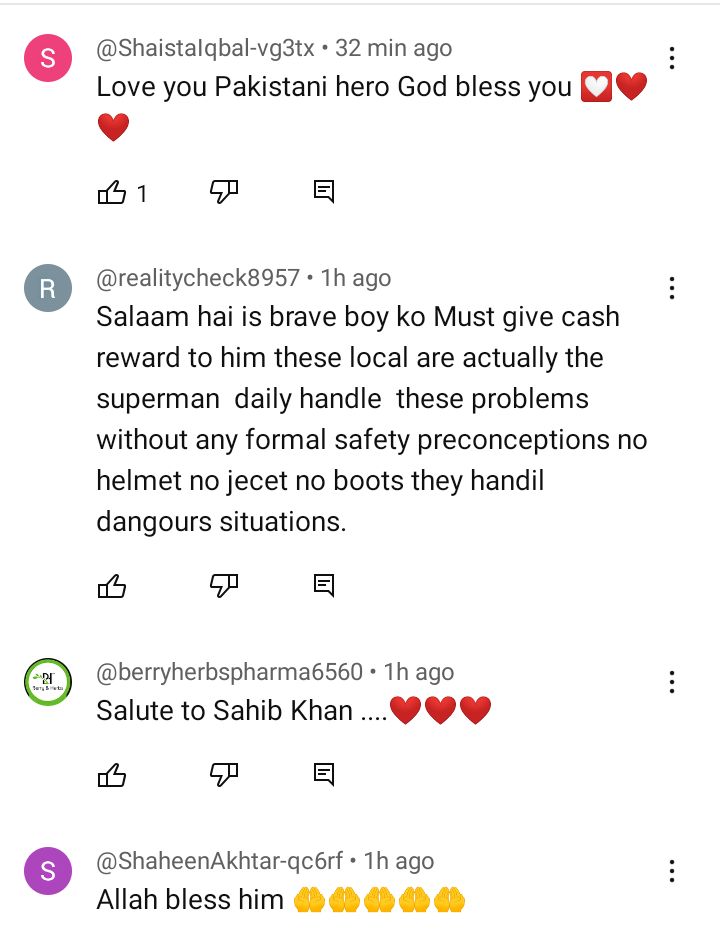 S
@ShaistaIqbal-vg3tx • 32 min ago
Love you Pakistani hero God bless you 💟❤️
❤️
1
R
@realitycheck8957 • 1h ago
Salaam hai is brave boy ko Must give cash
reward to him these local are actually the
superman  daily handle  these problems
without any formal safety preconceptions no
helmet no jecet no boots they handil
dangours situations.
Berry & Herbs
@berryherbspharma6560 • 1h ago
Salute to Sahib Khan ....❤️❤️❤️
S
@ShaheenAkhtar-qc6rf • 1h ago
Allah bless him 🤲🤲🤲🤲🤲